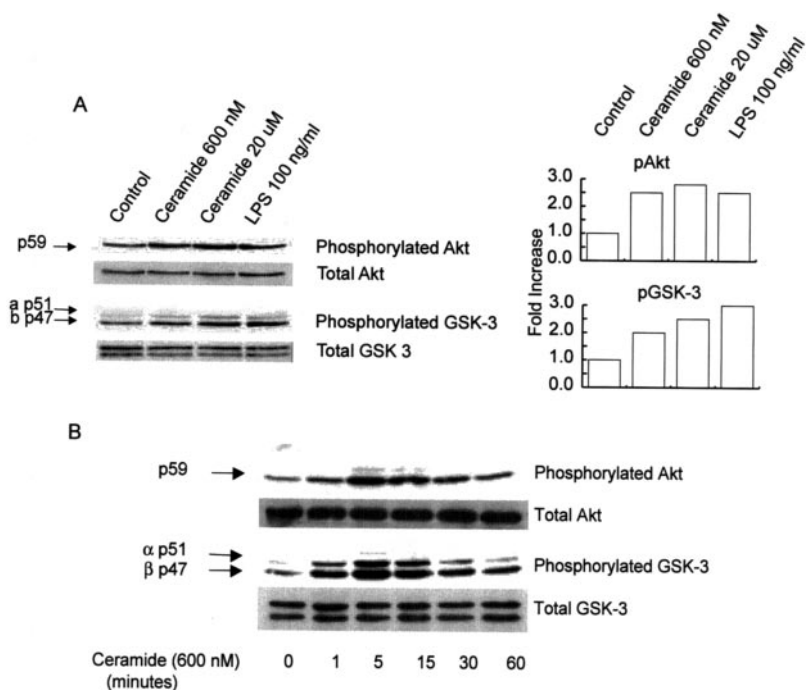 A
Control
Ceramide 600 nM
Ceramide 20 uM
LPS 100 ng/ml
p59
Phosphorylated Akt
Total Akt
a p51
b p47
Phosphorylated GSK-3
Total GSK 3
Control
Ceramide 600 nM
Ceramide 20 uM
LPS 100 ng/ml
pAkt
3.0
2.0
1.0
0.0
Fold Increase
pGSK-3
3.0
2.0
1.0
0.0
B
p59
Phosphorylated Akt
Total Akt
α p51
β p47
Phosphorylated GSK-3
Total GSK-3
Ceramide (600 nM) 0 1 5 15 30 60
(minutes)